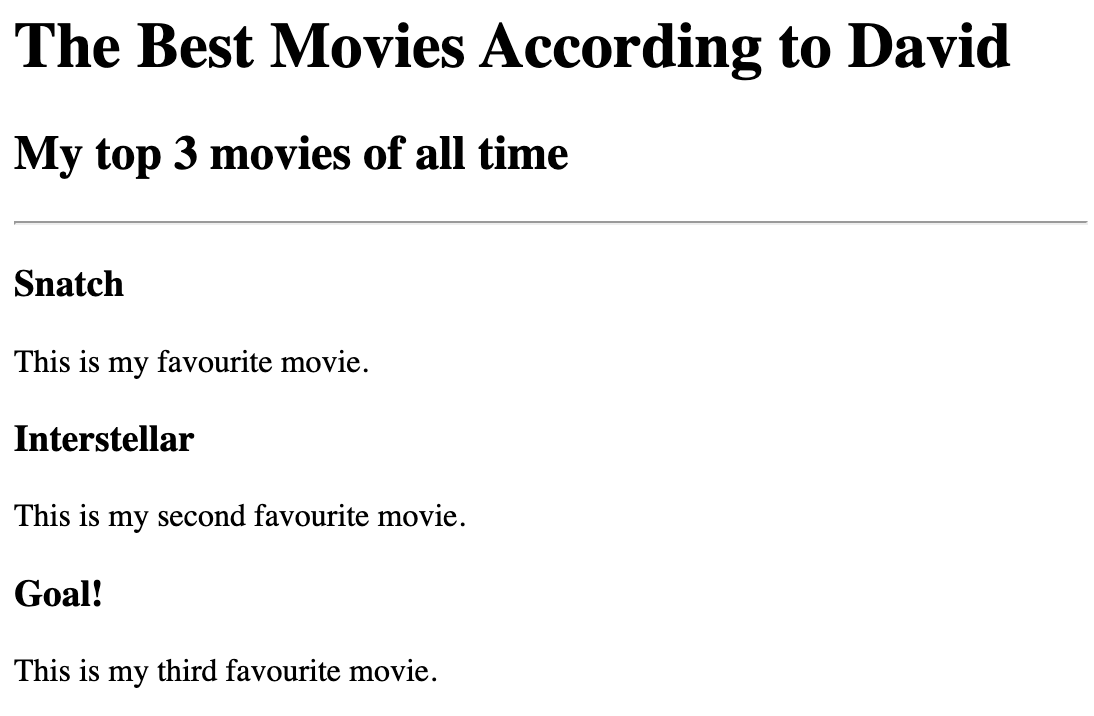 The Best Movies According to David
My top 3 movies of all time
Snatch
This is my favourite movie.
Interstellar
This is my second favourite movie.
Goal!
This is my third favourite movie.